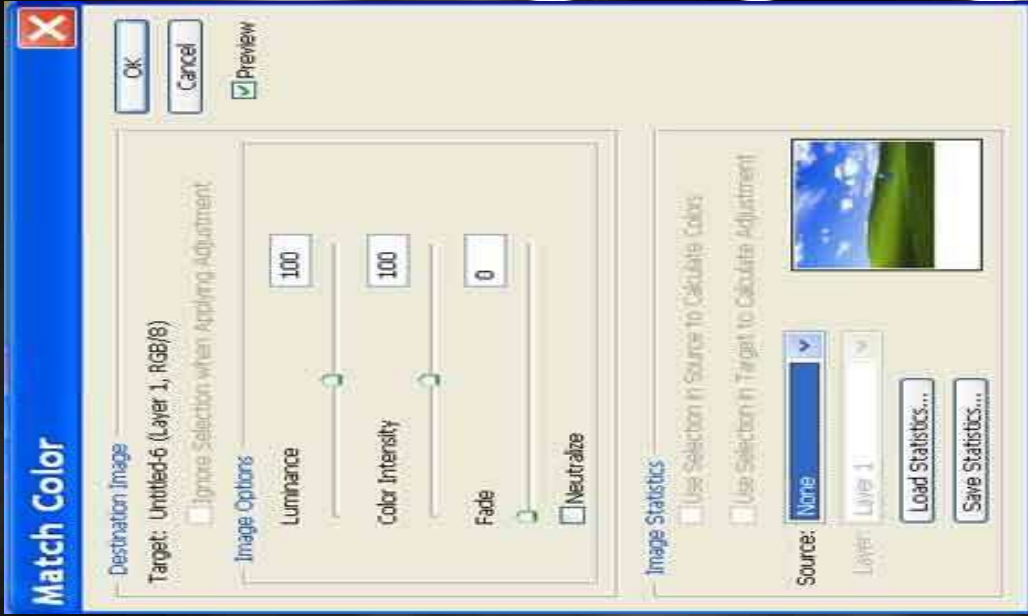 Match Color
Destination Image
Target: Untitled-6 (Layer 1, RGB/8)
Ignore Selection when Applying Adjustment
Image Options
Luminance 100
Color Intensity 100
Fade 0
Neutralize
OK
Cancel
Preview
Image Statistics
Use Selection in Source to Calculate Colors
Use Selection in Target to Calculate Adjustment
Source: None
Layer: Layer 1
Load Statistics...
Save Statistics...